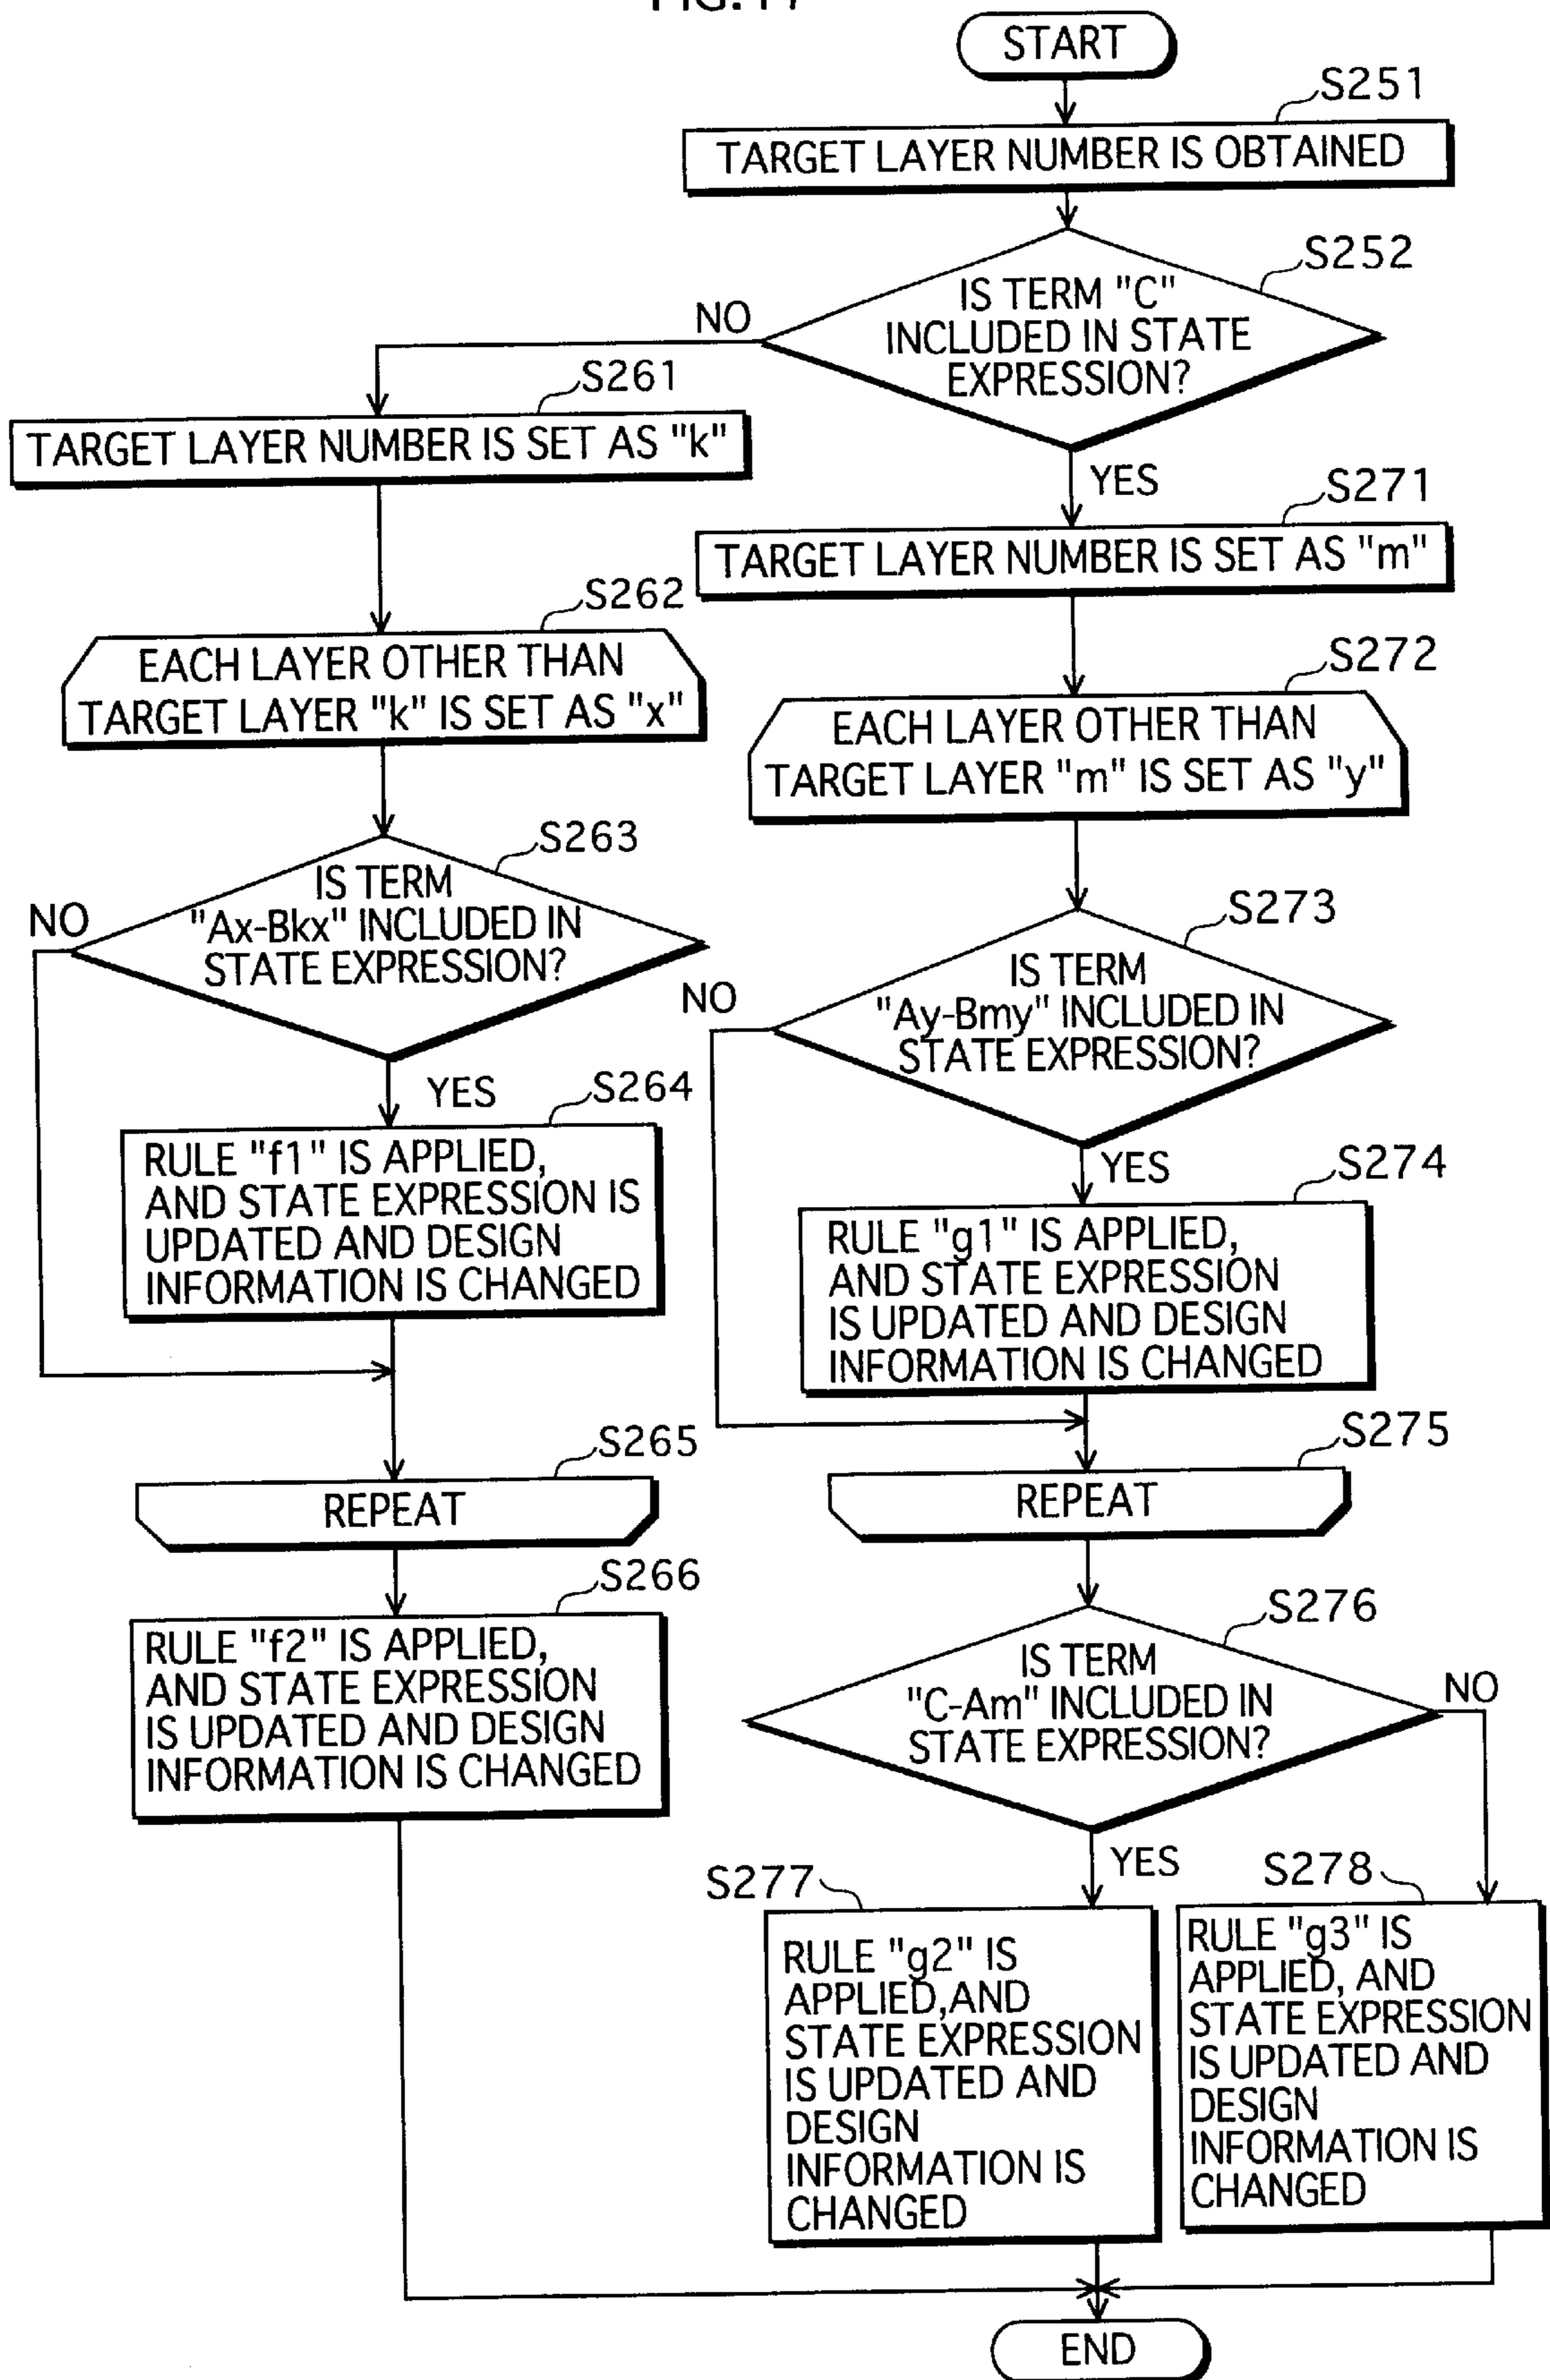 START
S251
TARGET LAYER NUMBER IS OBTAINED
S252
IS TERM "C"
INCLUDED IN STATE
EXPRESSION?
NO
YES
S261
TARGET LAYER NUMBER IS SET AS "k"
S262
EACH LAYER OTHER THAN
TARGET LAYER "k" IS SET AS "x"
S263
IS TERM
"Ax-Bkx" INCLUDED IN
STATE EXPRESSION?
NO
YES
S264
RULE "f1" IS APPLIED,
AND STATE EXPRESSION IS
UPDATED AND DESIGN
INFORMATION IS CHANGED
S265
REPEAT
S266
RULE "f2" IS APPLIED,
AND STATE EXPRESSION
IS UPDATED AND DESIGN
INFORMATION IS CHANGED
S271
TARGET LAYER NUMBER IS SET AS "m"
S272
EACH LAYER OTHER THAN
TARGET LAYER "m" IS SET AS "y"
S273
IS TERM
"Ay-Bmy" INCLUDED IN
STATE EXPRESSION?
NO
YES
S274
RULE "g1" IS APPLIED,
AND STATE EXPRESSION
IS UPDATED AND DESIGN
INFORMATION IS CHANGED
S275
REPEAT
S276
IS TERM
"C-Am" INCLUDED IN
STATE EXPRESSION?
NO
YES
S277
RULE "g2" IS
APPLIED,AND
STATE EXPRESSION
IS UPDATED AND
DESIGN
INFORMATION IS
CHANGED
S278
RULE "g3" IS
APPLIED, AND
STATE EXPRESSION
IS UPDATED AND
DESIGN
INFORMATION IS
CHANGED
END